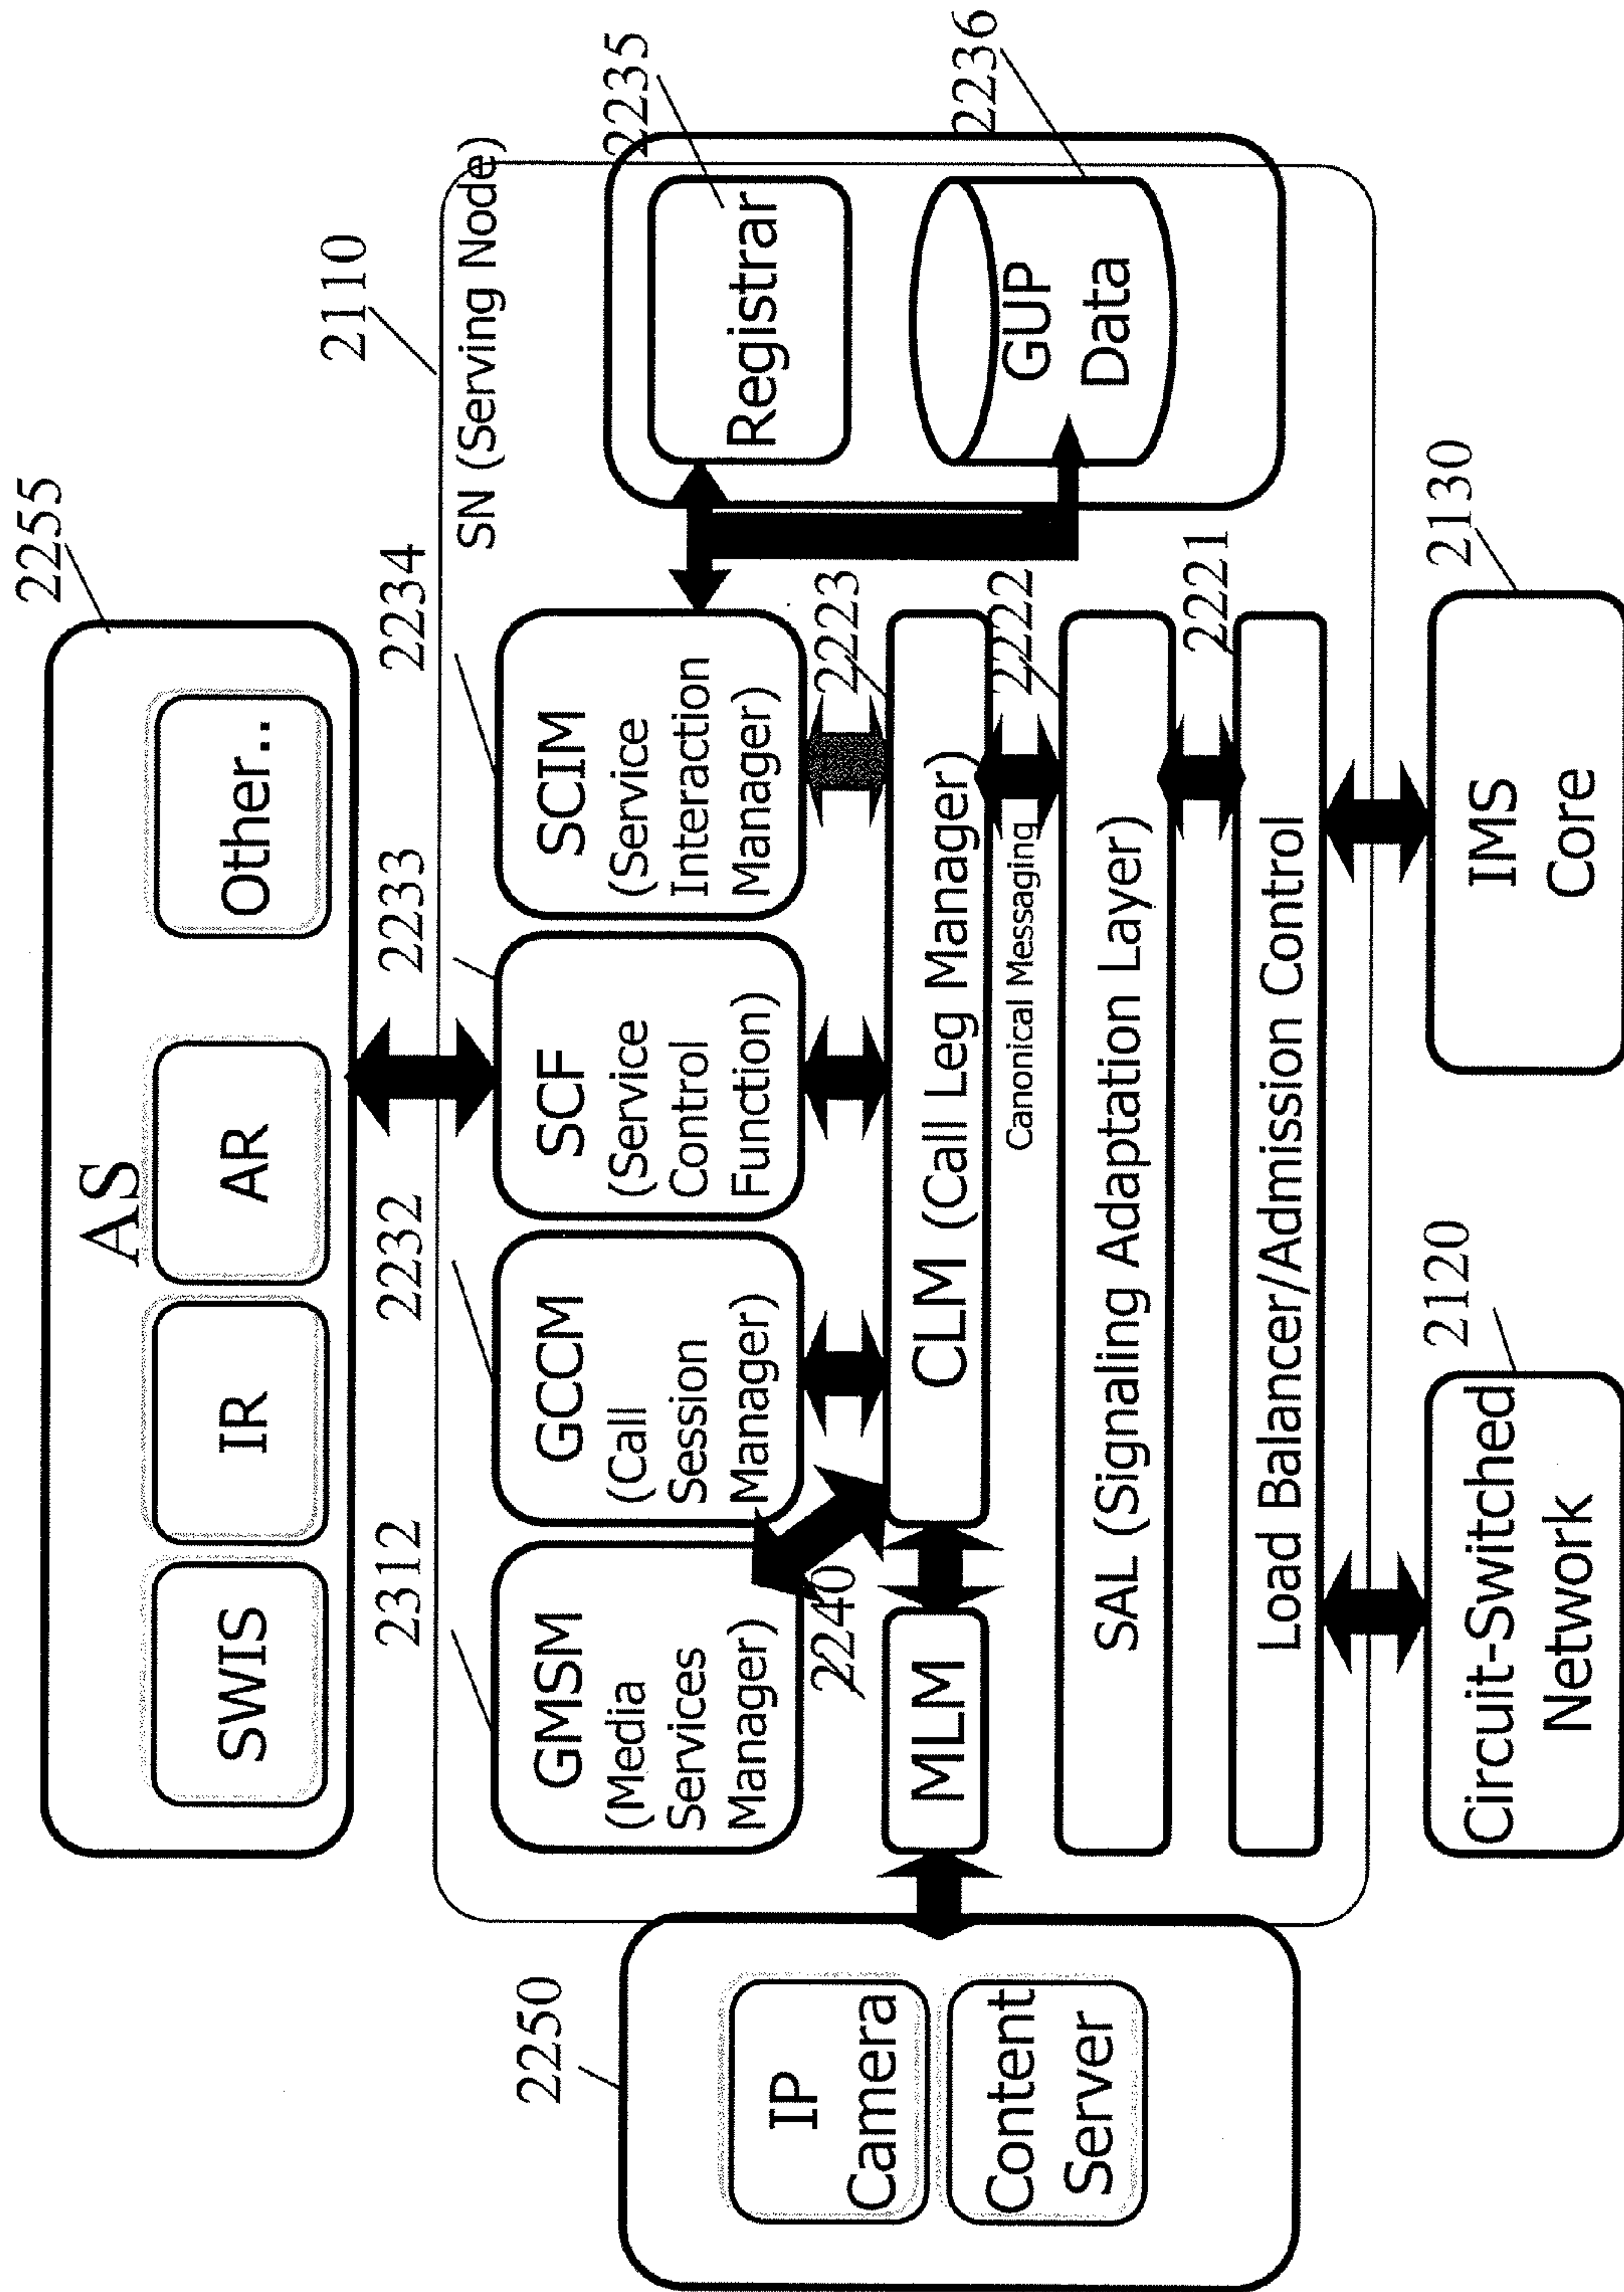 2255
AS
SWIS
IR
AR
Other..
2110
SN (Serving Node)
2312
2232
2233
2234
GMSM
(Media
Services
Manager)
GCCM
(Call
Session
Manager)
SCF
(Service
Control
Function)
SCIM
(Service
Interaction
Manager)
2235
Registrar
2236
GUP
Data
2250
IP
Camera
Content
Server
2240
MLM
2223
CLM (Call Leg Manager)
Canonical Messaging
2222
SAL (Signaling Adaptation Layer)
2221
Load Balancer/Admission Control
2120
Circuit-Switched
Network
2130
IMS
Core